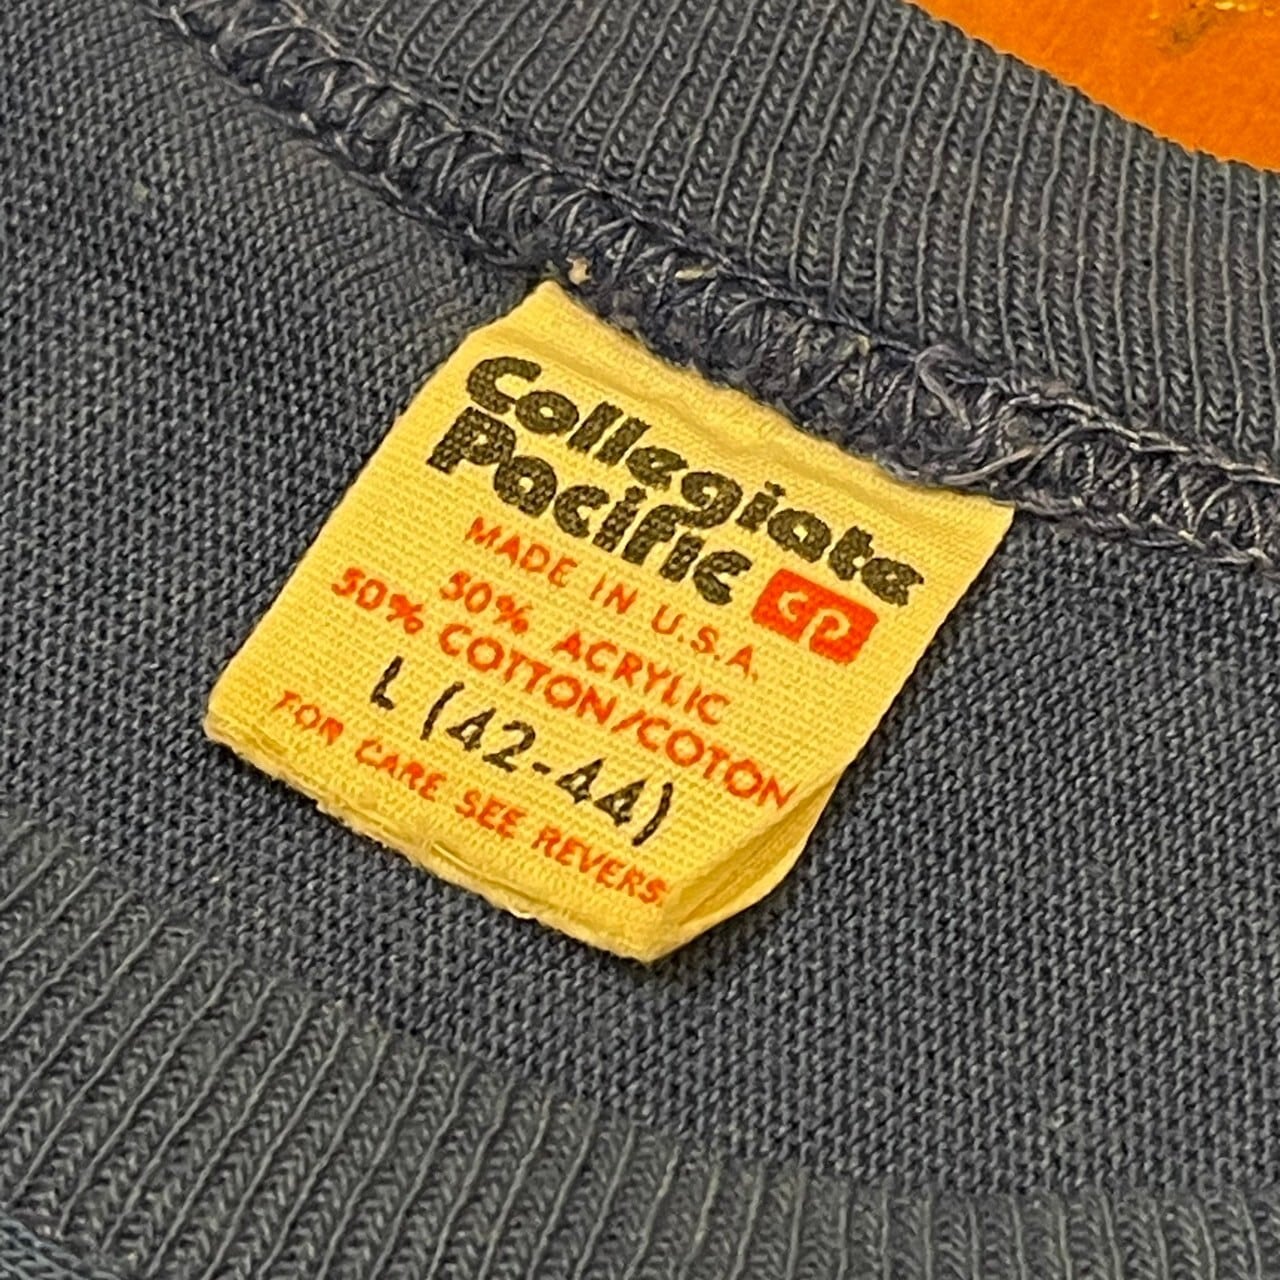 Collegiate
Pacific
CP
MADE IN U.S.A.
50% ACRYLIC
50% COTTON/COTON
L (42-44)
FOR CARE SEE REVERS